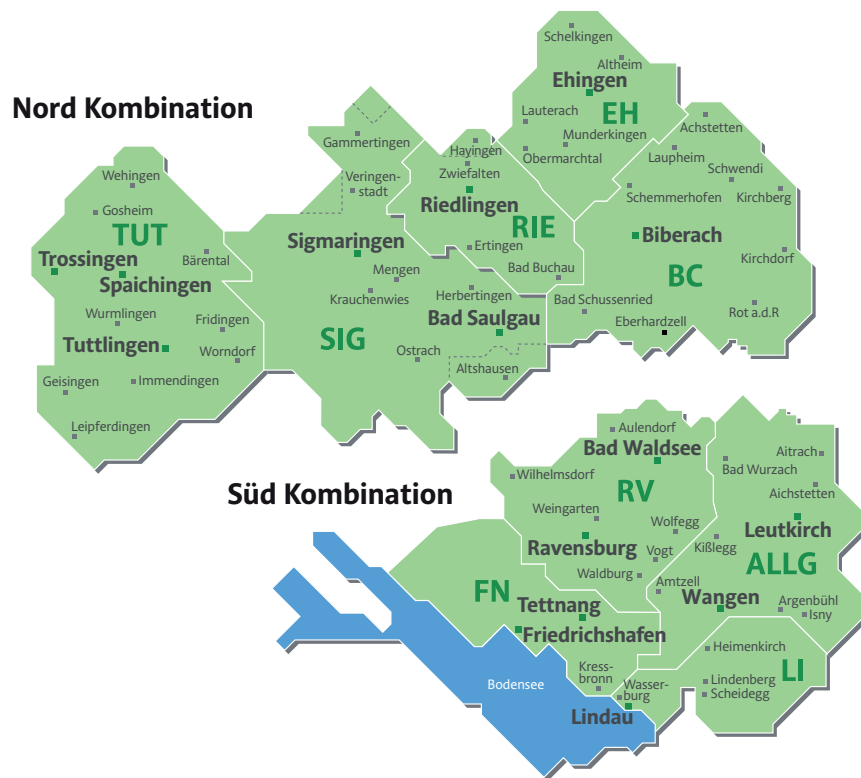 Nord Kombination
Schelkingen
Altheim
Ehingen
EH
Lauterach
Munderkingen
Obermarchtal
Achstetten
Laupheim
Schwendi
Schemmerhofen
Kirchberg
Biberach
Kirchdorf
BC
Bad Schussenried
Eberhardzell
Rot a.d.R
Gammertingen
Hayingen
Zwiefalten
Veringen-
stadt
Riedlingen
RIE
Ertingen
Bad Buchau
Sigmaringen
Mengen
Krauchenwies
Herbertingen
SIG
Bad Saulgau
Ostrach
Altshausen
Wehingen
Gosheim
TUT
Trossingen
Bärental
Spaichingen
Wurmlingen
Fridingen
Tuttlingen
Worndorf
Geisingen
Immendingen
Leipferdingen
Süd Kombination
Aulendorf
Bad Waldsee
Wilhelmsdorf
RV
Weingarten
Wolfegg
Ravensburg
Vogt
Waldburg
Aitrach
Bad Wurzach
Aichstetten
Leutkirch
Kißlegg
ALLG
Amtzell
Wangen
Argenbühl
Isny
FN
Tettnang
Friedrichshafen
Kress-
bronn
Bodensee
Heimenkirch
LI
Lindenberg
Scheidegg
Wasser-
burg
Lindau